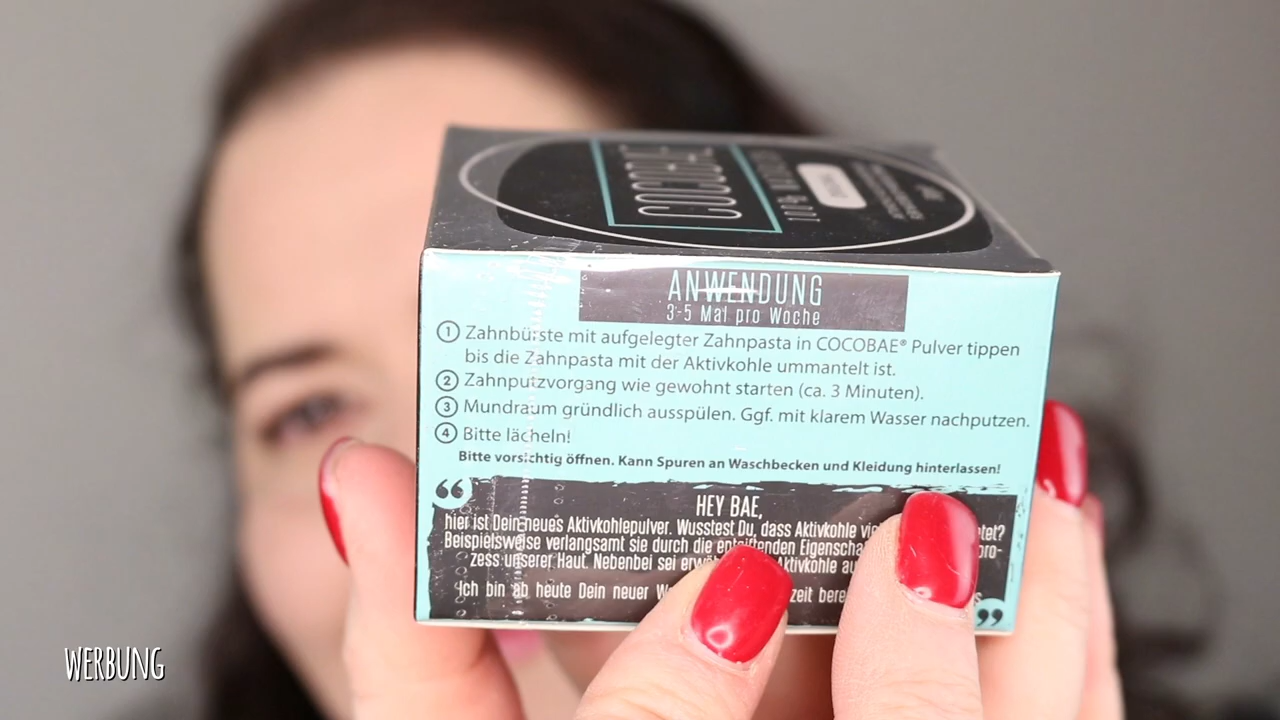 COCOBAE
ANWENDUNG
3-5 Mal pro Woche
1 Zahnbürste mit aufgelegter Zahnpasta in COCOBAE® Pulver tippen
bis die Zahnpasta mit der Aktivkohle ummantelt ist.
2 Zahnputzvorgang wie gewohnt starten (ca. 3 Minuten).
3 Mundraum gründlich ausspülen. Ggf. mit klarem Wasser nachputzen.
4 Bitte lächeln!
Bitte vorsichtig öffnen. Kann Spuren an Waschbecken und Kleidung hinterlassen!
“ HEY BAE,
hier ist Dein neues Aktivkohlepulver. Wusstest Du, dass Aktivkohle
Beispielsweise verlangsamt sie durch die entgiftenden
zess unserer Haut. Nebenbei sei Aktivkohle
Ich bin ab heute Dein neuer ”
WERBUNG